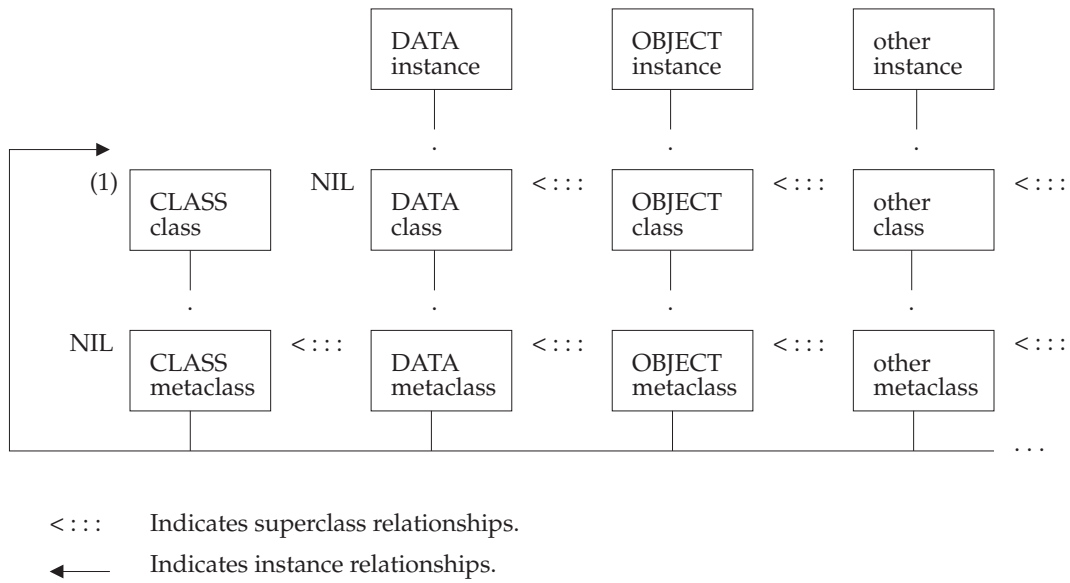 DATA instance
OBJECT instance
other instance
.
.
.
(1)
CLASS class
NIL
DATA class
< : : :
OBJECT class
< : : :
other class
< : : :
.
.
.
.
NIL
CLASS metaclass
< : : :
DATA metaclass
< : : :
OBJECT metaclass
< : : :
other metaclass
< : : :
. . .
< : : : Indicates superclass relationships.
Indicates instance relationships.